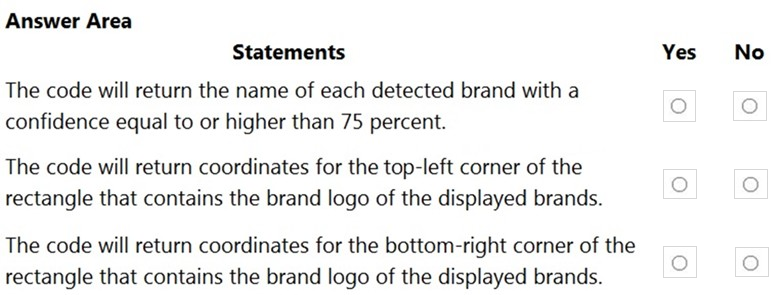 Answer Area
Statements Yes No
The code will return the name of each detected brand with a
confidence equal to or higher than 75 percent.
The code will return coordinates for the top-left corner of the
rectangle that contains the brand logo of the displayed brands.
The code will return coordinates for the bottom-right corner of the
rectangle that contains the brand logo of the displayed brands.